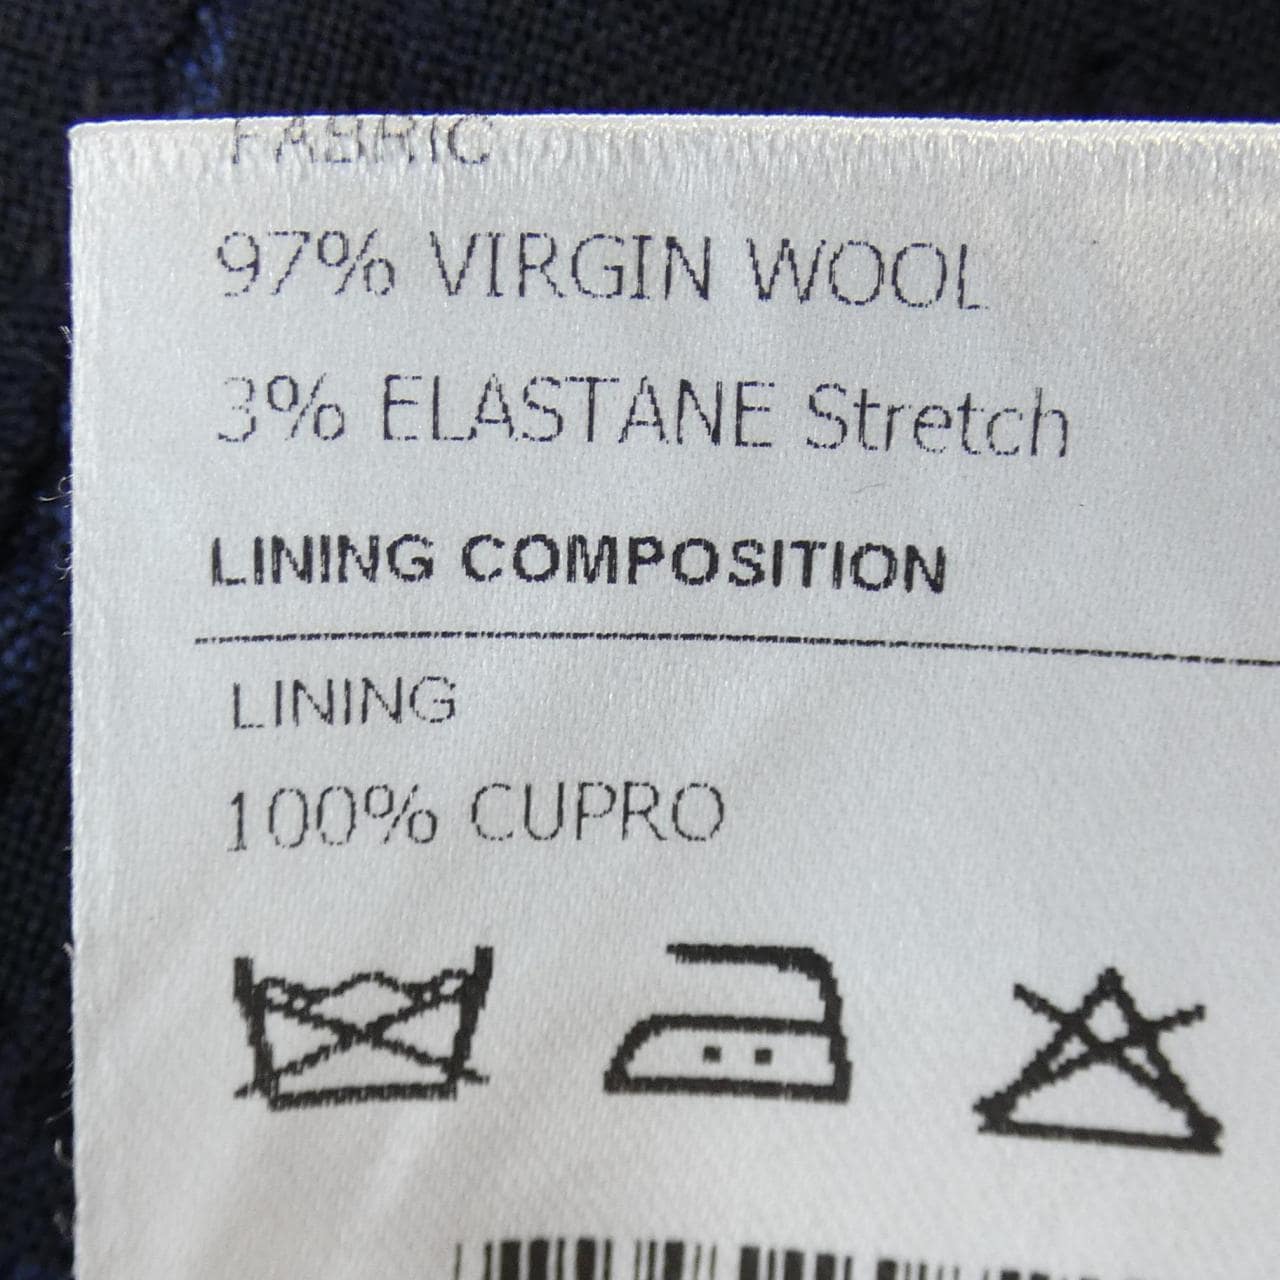 FABRIC
97% VIRGIN WOOL
3% ELASTANE Stretch
LINING COMPOSITION
LINING
100% CUPRO